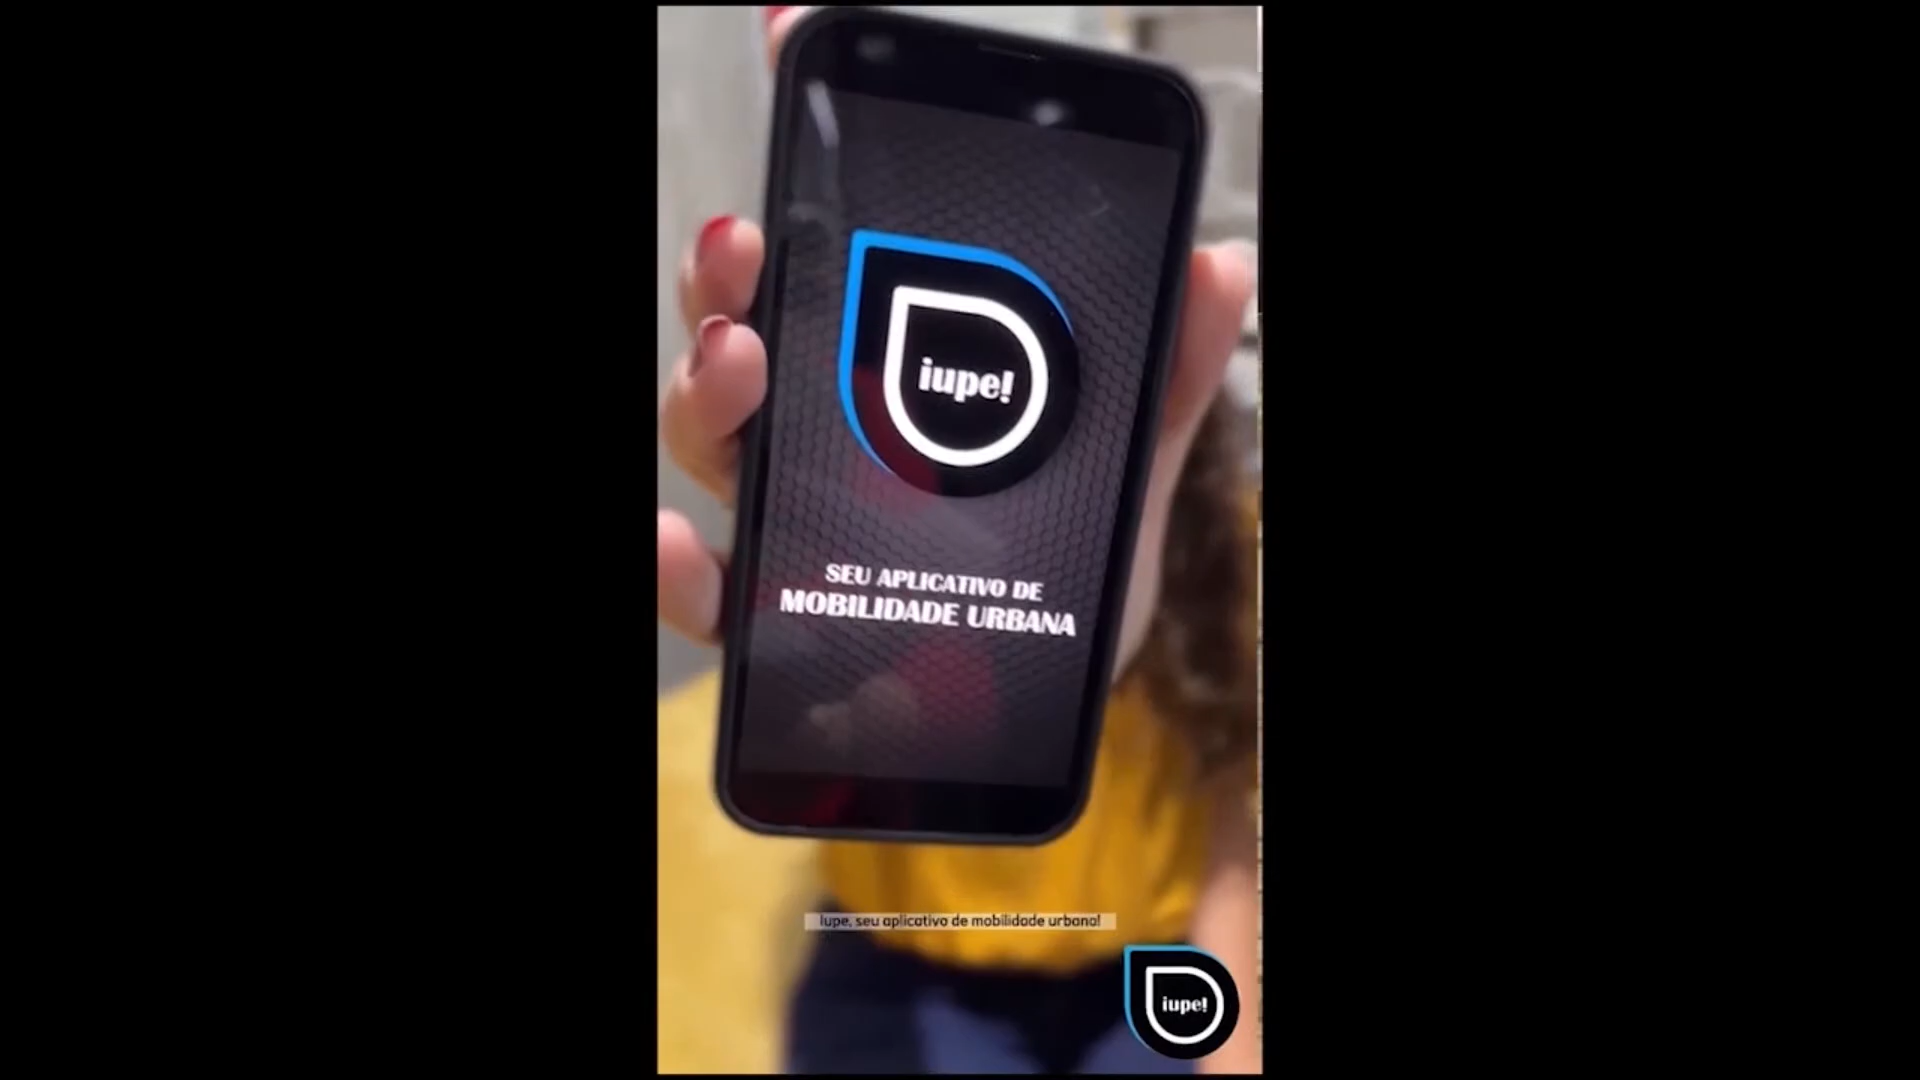 iupe!
SEU APLICATIVO DE
MOBILIDADE URBANA
Iupe, seu aplicativo de mobilidade urbana!
iupe!